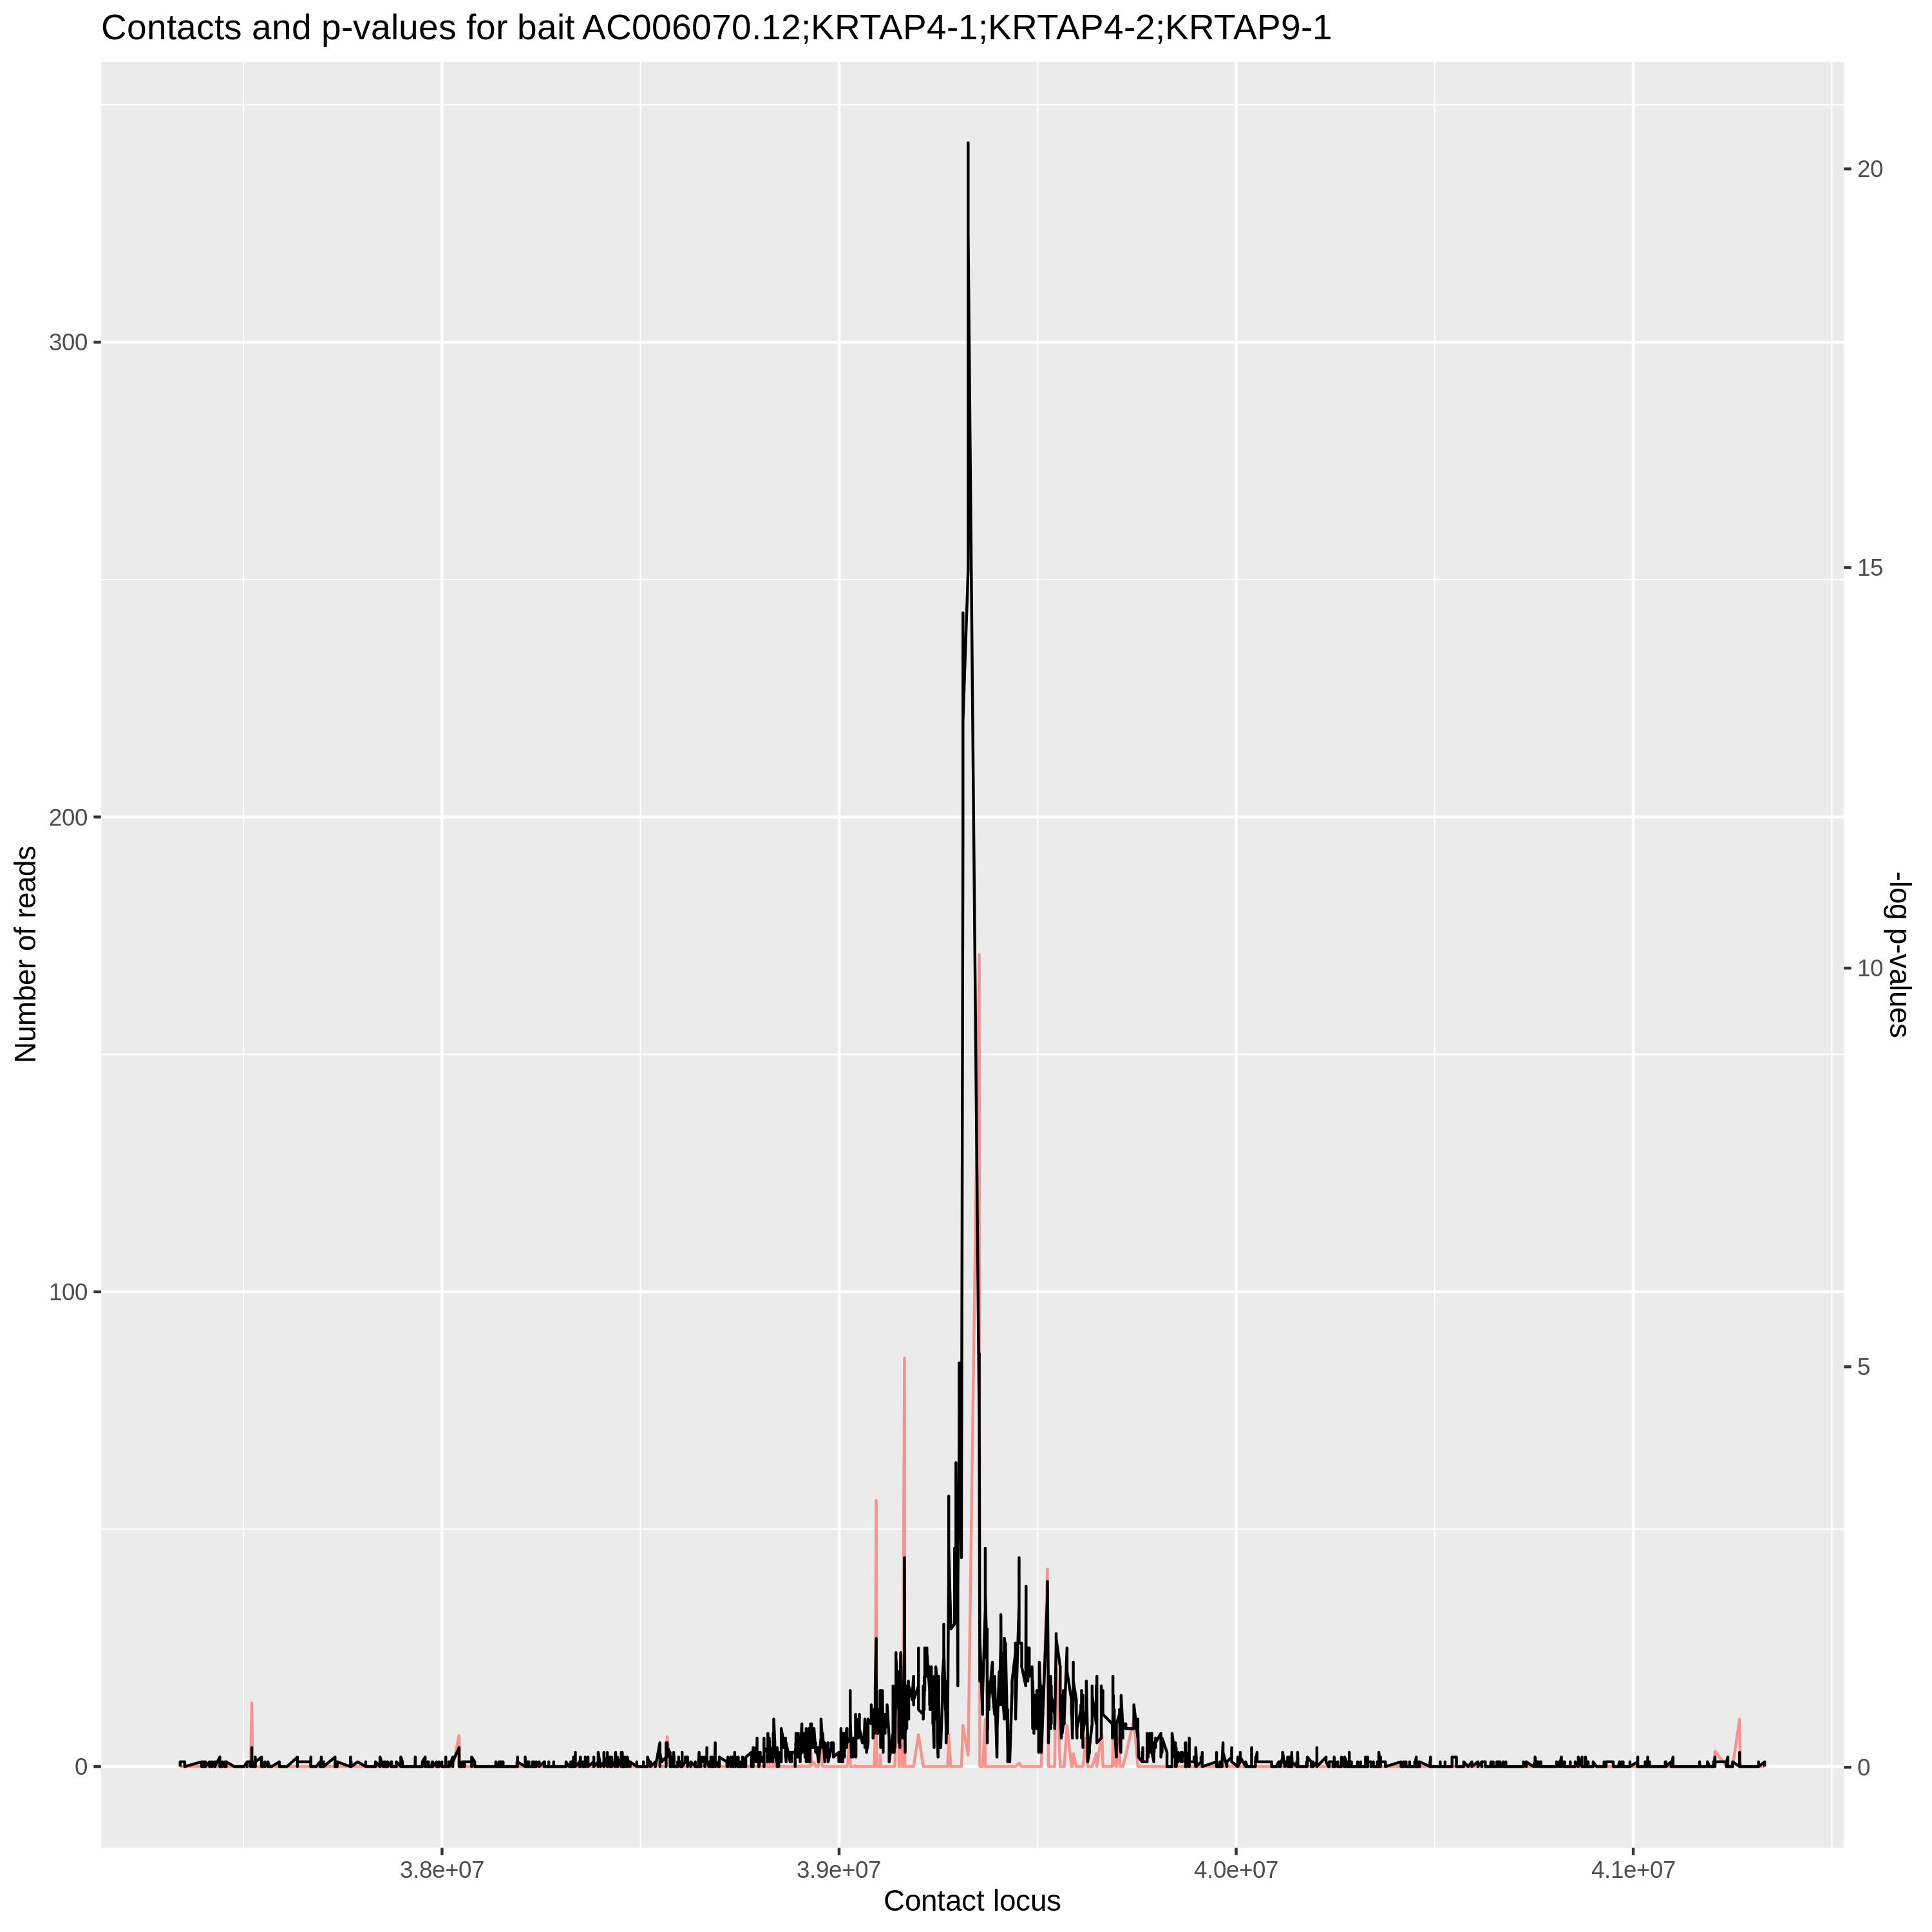 Contacts and p-values for bait AC006070.12;KRTAP4-1;KRTAP4-2;KRTAP9-1
300
200
100
0
Number of reads
20
15
10
5
0
-log p-values
3.8e+07
3.9e+07
4.0e+07
4.1e+07
Contact locus